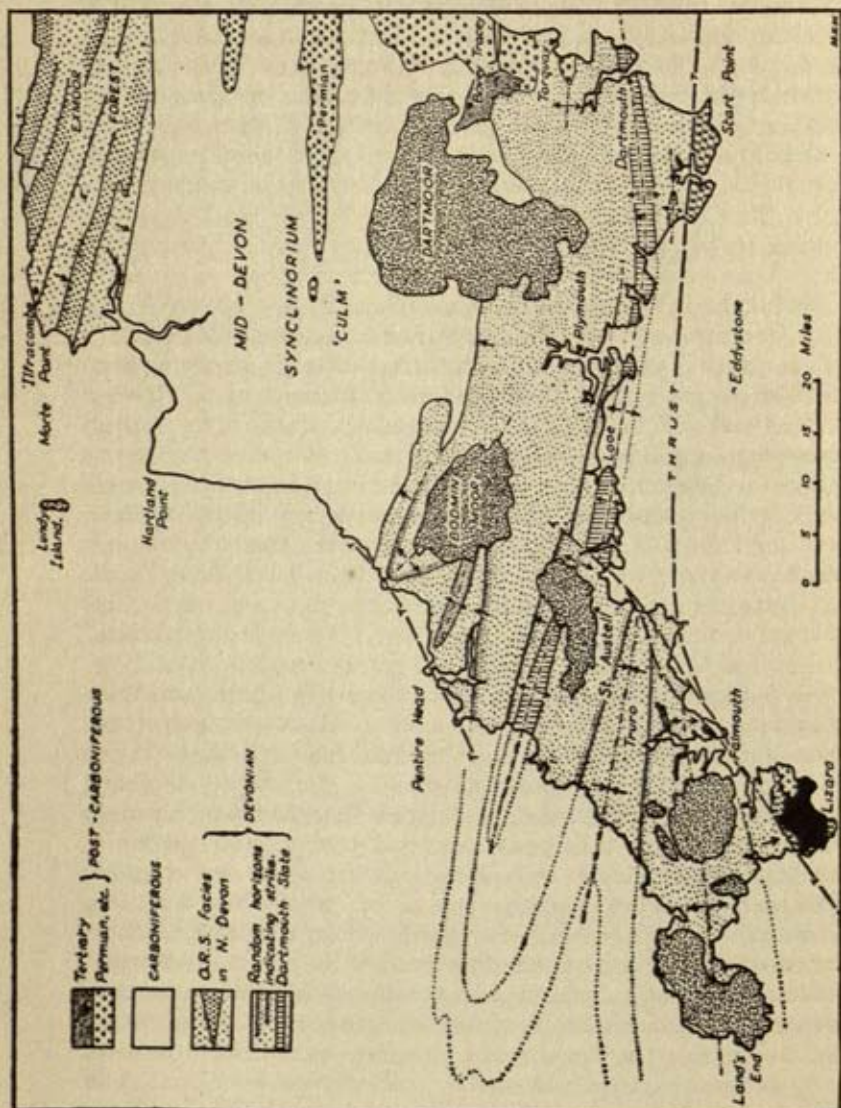 Ilfracombe
Morte Point
EXMOOR
FOREST
Lundy
Island.
Hartland
Point
MID-DEVON
SYNCLINORIUM
'CULM'
Permian
Tertiary
Permian, etc.
POST-CARBONIFEROUS
CARBONIFEROUS
O.R.S. facies
in N. Devon
Random horizons
indicating strike.
Dartmouth Slate
DEVONIAN
Pentire Head
BODMIN
MOOR
DARTMOOR
Tracey
Torquay
Dartmouth
Start Point
Plymouth
Looe
St. Austell
Truro
Falmouth
Lizard
Land's
End
THRUST
Eddystone
0 5 10 15 20 Miles